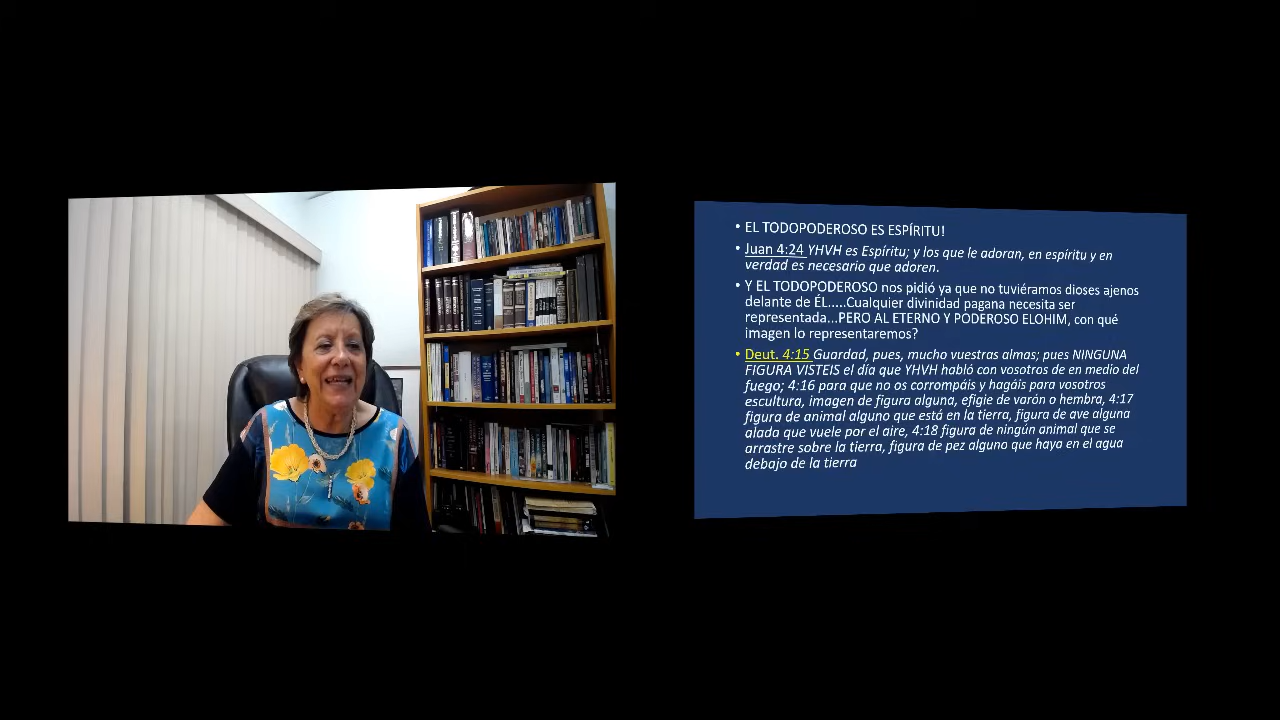 • EL TODOPODEROSO ES ESPÍRITU!
• Juan 4:24 YHVH es Espíritu; y los que le adoran, en espíritu y en
verdad es necesario que adoren.
• Y EL TODOPODEROSO nos pidió ya que no tuviéramos dioses ajenos
delante de ÉL.....Cualquier divinidad pagana necesita ser
representada...PERO AL ETERNO Y PODEROSO ELOHIM, con qué
imagen lo representaremos?
• Deut. 4:15 Guardad, pues, mucho vuestras almas; pues NINGUNA
FIGURA VISTEIS el día que YHVH habló con vosotros de en medio del
fuego; 4:16 para que no os corrompáis y hagáis para vosotros
escultura, imagen de figura alguna, efigie de varón o hembra, 4:17
figura de animal alguno que está en la tierra, figura de ave alguna
alada que vuele por el aire, 4:18 figura de ningún animal que se
arrastre sobre la tierra, figura de pez alguno que haya en el agua
debajo de la tierra